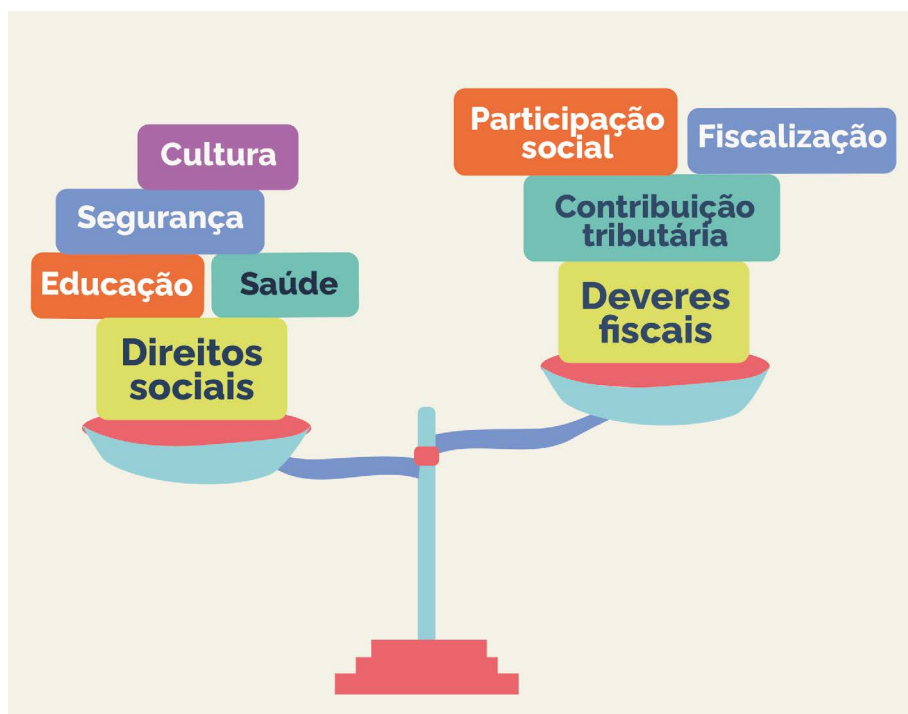 Cultura
Segurança
Educação
Saúde
Direitos
sociais
Participação
social
Fiscalização
Contribuição
tributária
Deveres
fiscais